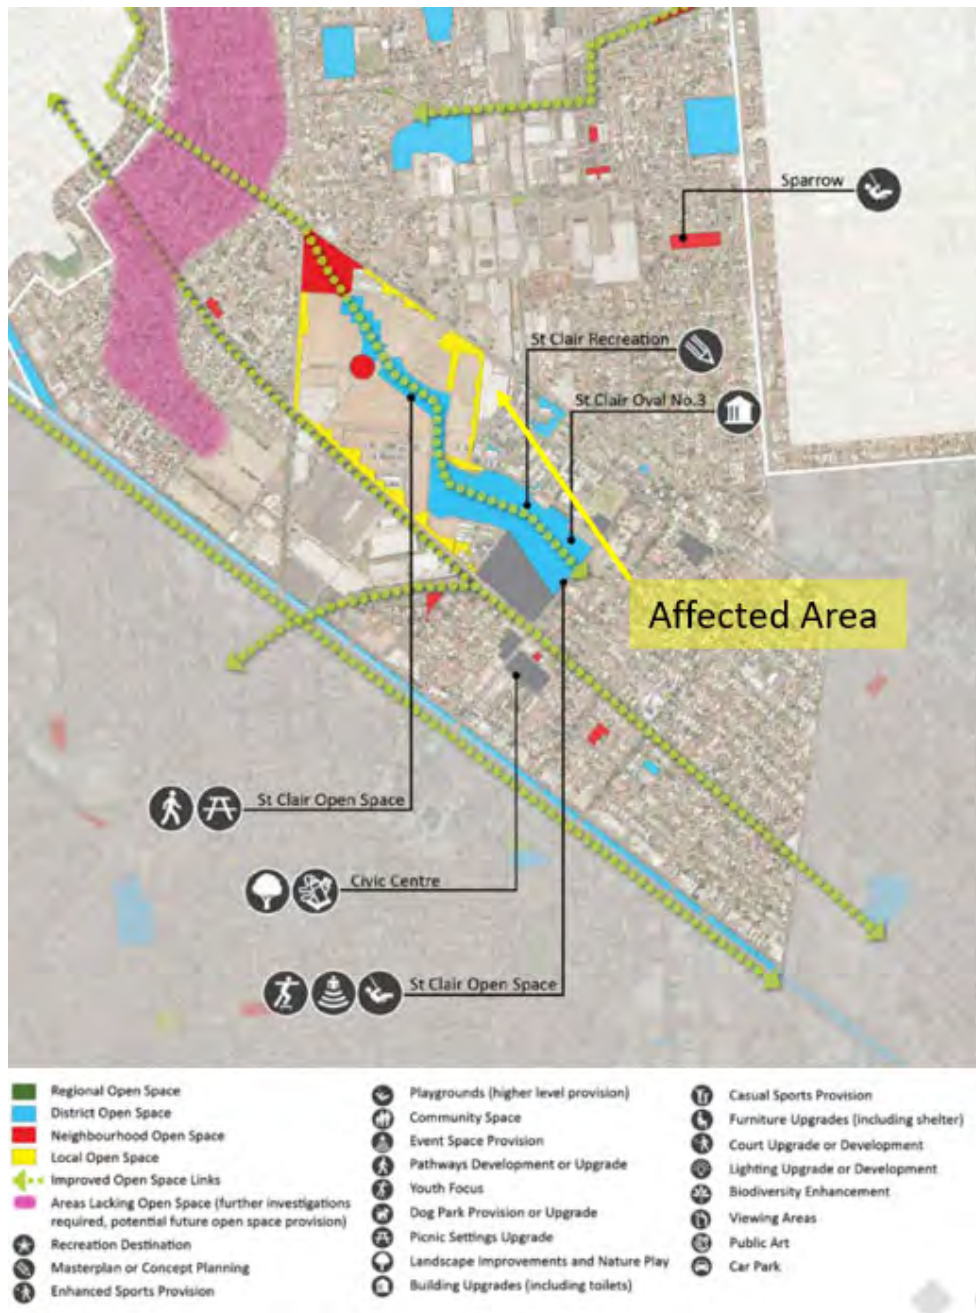 Sparrow
St Clair Recreation
St Clair Oval No.3
Affected Area
St Clair Open Space
Civic Centre
St Clair Open Space
Regional Open Space
District Open Space
Neighbourhood Open Space
Local Open Space
Improved Open Space Links
Areas Lacking Open Space (further investigations
required, potential future open space provision)
Recreation Destination
Masterplan or Concept Planning
Enhanced Sports Provision
Playgrounds (higher level provision)
Community Space
Event Space Provision
Pathways Development or Upgrade
Youth Focus
Dog Park Provision or Upgrade
Picnic Settings Upgrade
Landscape Improvements and Nature Play
Building Upgrades (including toilets)
Casual Sports Provision
Furniture Upgrades (including shelter)
Court Upgrade or Development
Lighting Upgrade or Development
Biodiversity Enhancement
Viewing Areas
Public Art
Car Park